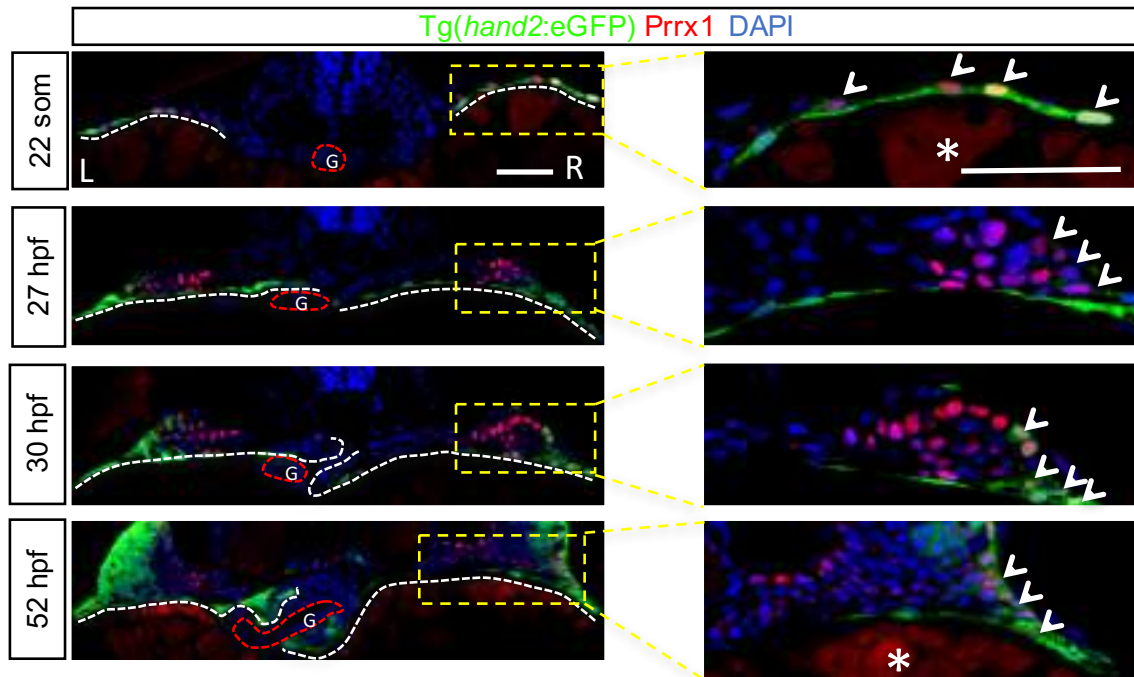 Tg(hand2:eGFP) Prrx1 DAPI
22 som
G
L
R
*
27 hpf
G
30 hpf
G
52 hpf
G
*